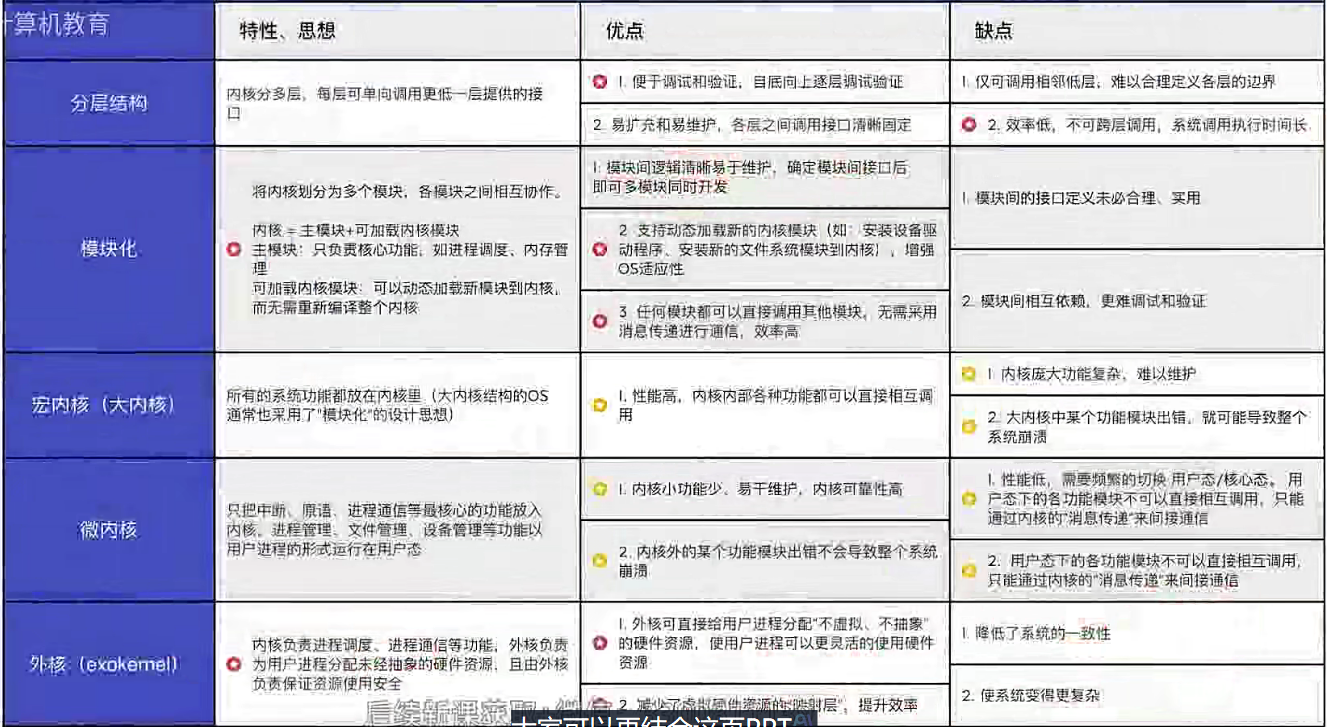 计算机教育
特性、思想
优点
缺点
分层结构
内核分多层，每层可单向调用更低一层提供的接
口
1. 便于调试和验证，自底向上逐层调试验证
2. 易扩充和易维护，各层之间调用接口清晰固定
1. 仅可调用相邻低层，难以合理定义各层的边界
2. 效率低，不可跨层调用，系统调用执行时间长
模块化
将内核划分为多个模块，各模块之间相互协作。
内核 = 主模块+可加载内核模块
主模块：只负责核心功能，如进程调度、内存管
理
可加载内核模块：可以动态加载新模块到内核，
而无需重新编译整个内核
1. 模块间逻辑清晰易于维护，确定模块间接口后
即可多模块同时开发
2. 支持动态加载新的内核模块（如：安装设备驱
动程序、安装新的文件系统模块到内核），增强
OS适应性
3. 任何模块都可以直接调用其他模块，无需采用
消息传递进行通信，效率高
1. 模块间的接口定义未必合理、实用
2. 模块间相互依赖，更难调试和验证
宏内核（大内核）
所有的系统功能都放在内核里（大内核结构的OS
通常也采用了"模块化"的设计思想）
1. 性能高，内核内部各种功能都可以直接相互调
用
1. 内核庞大功能复杂，难以维护
2. 大内核中某个功能模块出错，就可能导致整个
系统崩溃
微内核
只把中断、原语、进程通信等最核心的功能放入
内核。进程管理、文件管理、设备管理等功能以
用户进程的形式运行在用户态
1. 内核小功能少、易于维护，内核可靠性高
2. 内核外的某个功能模块出错不会导致整个系统
崩溃
1. 性能低，需要频繁的切换 用户态/核心态。用
户态下的各功能模块不可以直接相互调用，只能
通过内核的"消息传递"来间接通信
2. 用户态下的各功能模块不可以直接相互调用，
只能通过内核的"消息传递"来间接通信
外核（exokernel）
内核负责进程调度、进程通信等功能，外核负责
为用户进程分配未经抽象的硬件资源，且由外核
负责保证资源使用安全
1. 外核可直接给用户进程分配"不虚拟、不抽象"
的硬件资源，使用户进程可以更灵活的使用硬件
资源
2. 减少了虚拟硬件资源的"映射层"，提升效率
1. 降低了系统的一致性
2. 使系统变得更复杂
后续新课获取
大家可以再结合这页PPT